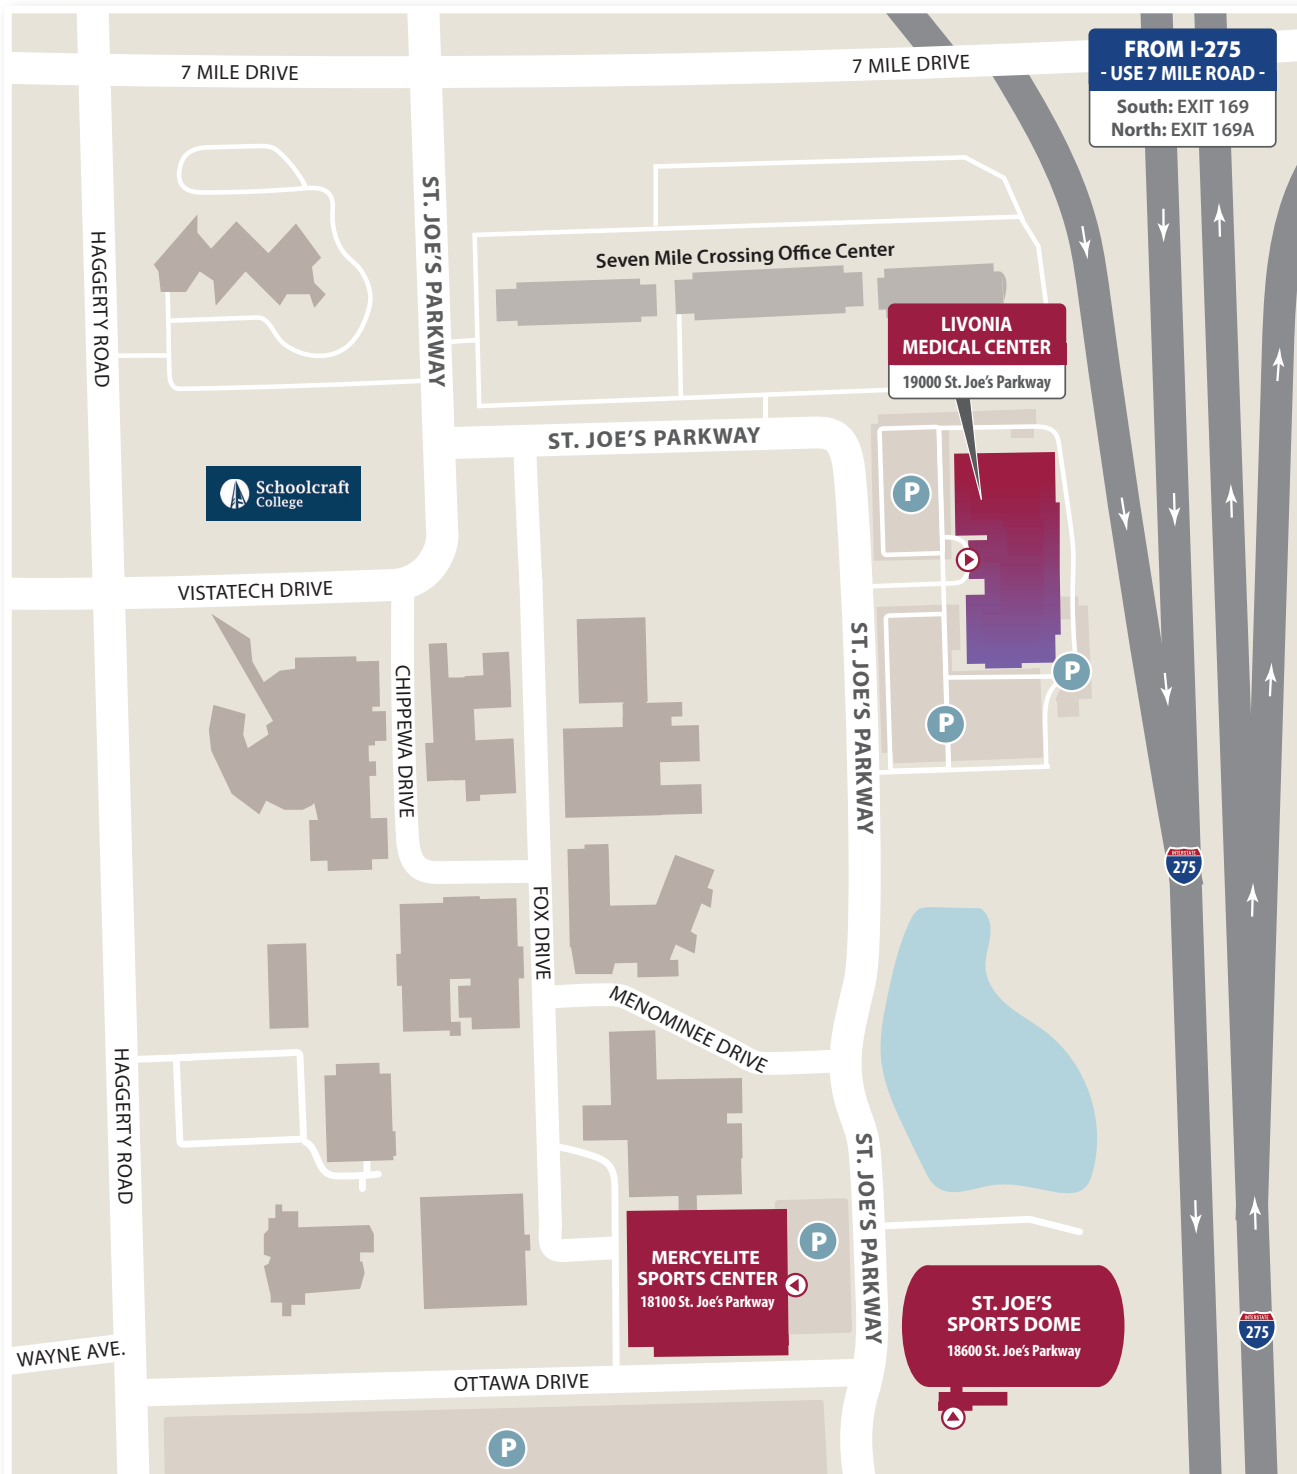 7 MILE DRIVE
7 MILE DRIVE
FROM I-275
- USE 7 MILE ROAD -
South: EXIT 169
North: EXIT 169A
HAGGERTY ROAD
ST. JOE'S PARKWAY
Seven Mile Crossing Office Center
LIVONIA
MEDICAL CENTER
19000 St. Joe's Parkway
ST. JOE'S PARKWAY
Schoolcraft
College
P
VISTATECH DRIVE
CHIPPEWA DRIVE
ST. JOE'S PARKWAY
P
P
INTERSTATE
275
FOX DRIVE
MENOMINEE DRIVE
HAGGERTY ROAD
ST. JOE'S PARKWAY
P
MERCYELITE
SPORTS CENTER
18100 St. Joe's Parkway
ST. JOE'S
SPORTS DOME
18600 St. Joe's Parkway
INTERSTATE
275
WAYNE AVE.
OTTAWA DRIVE
P